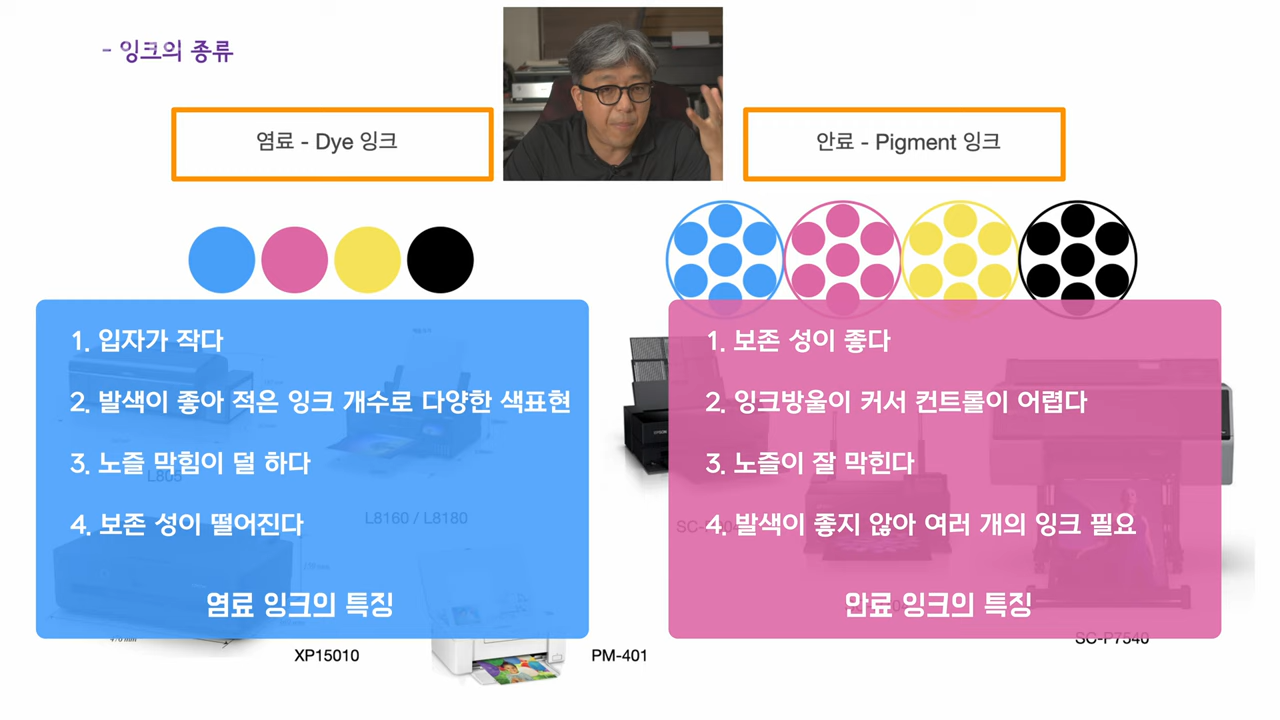 - 잉크의 종류
염료 - Dye 잉크
안료 - Pigment 잉크
1. 입자가 작다
2. 발색이 좋아 적은 잉크 개수로 다양한 색표현
3. 노즐 막힘이 덜 하다
L805
4. 보존 성이 떨어진다
L8160 / L8180
염료 잉크의 특징
XP15010
PM-401
1. 보존 성이 좋다
2. 잉크방울이 커서 컨트롤이 어렵다
3. 노즐이 잘 막힌다
4. 발색이 좋지 않아 여러 개의 잉크 필요
안료 잉크의 특징
SC-P7540